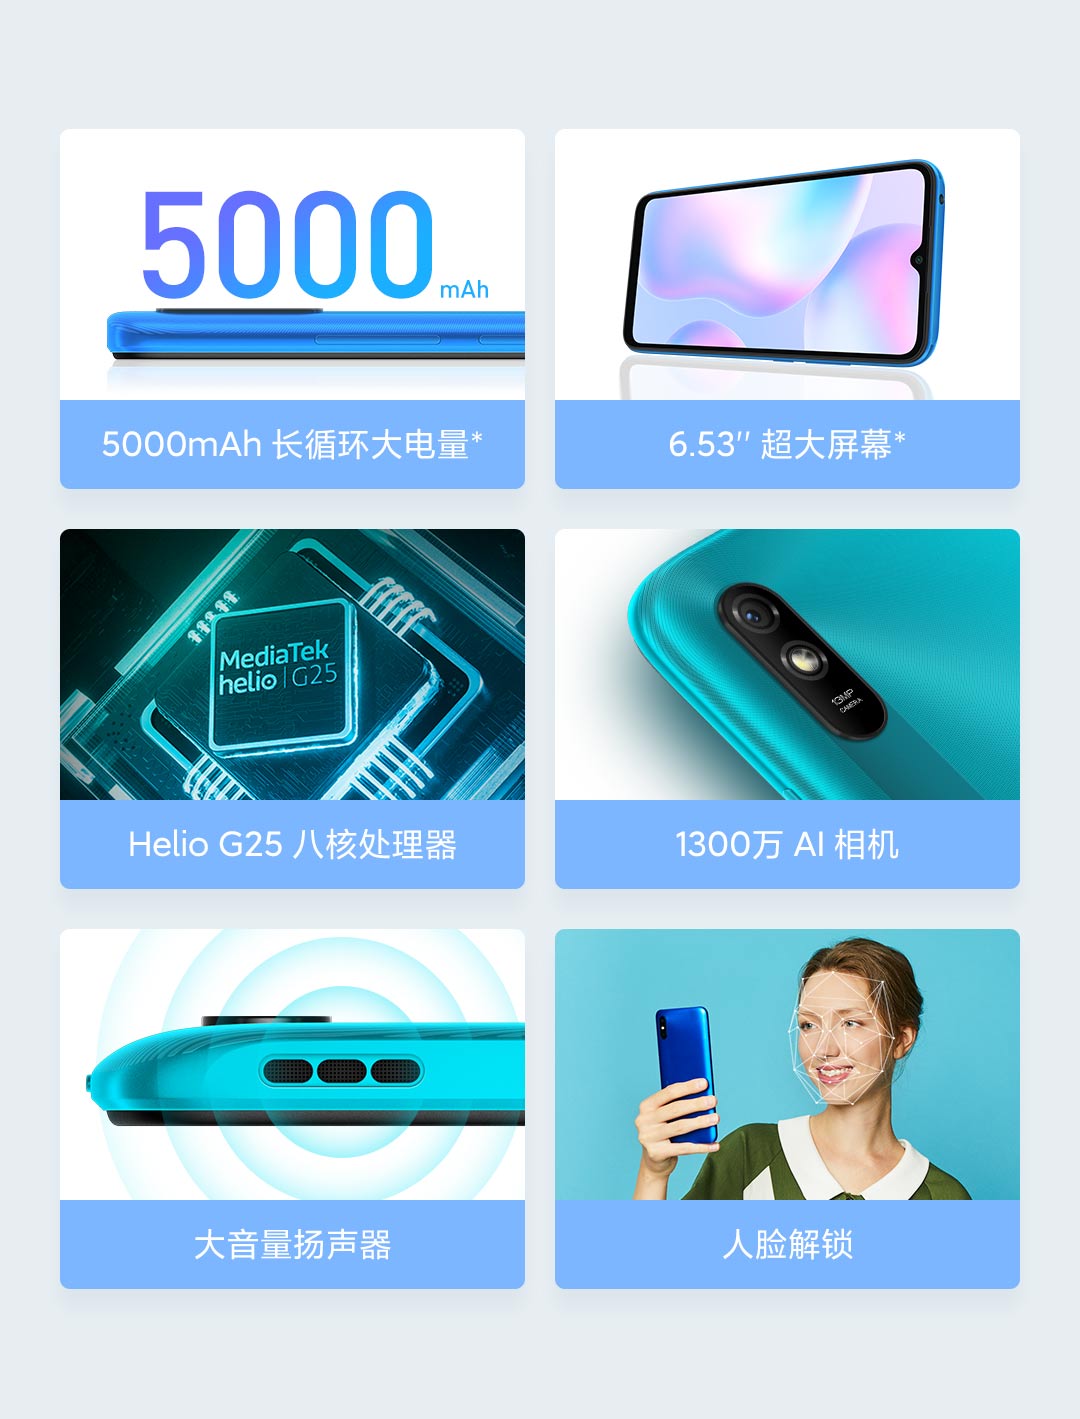 5000 mAh
5000mAh 长循环大电量*
6.53′′ 超大屏幕*
MediaTek
helio | G25
13MP
CAMERA
Helio G25 八核处理器
1300万 AI 相机
大音量扬声器
人脸解锁